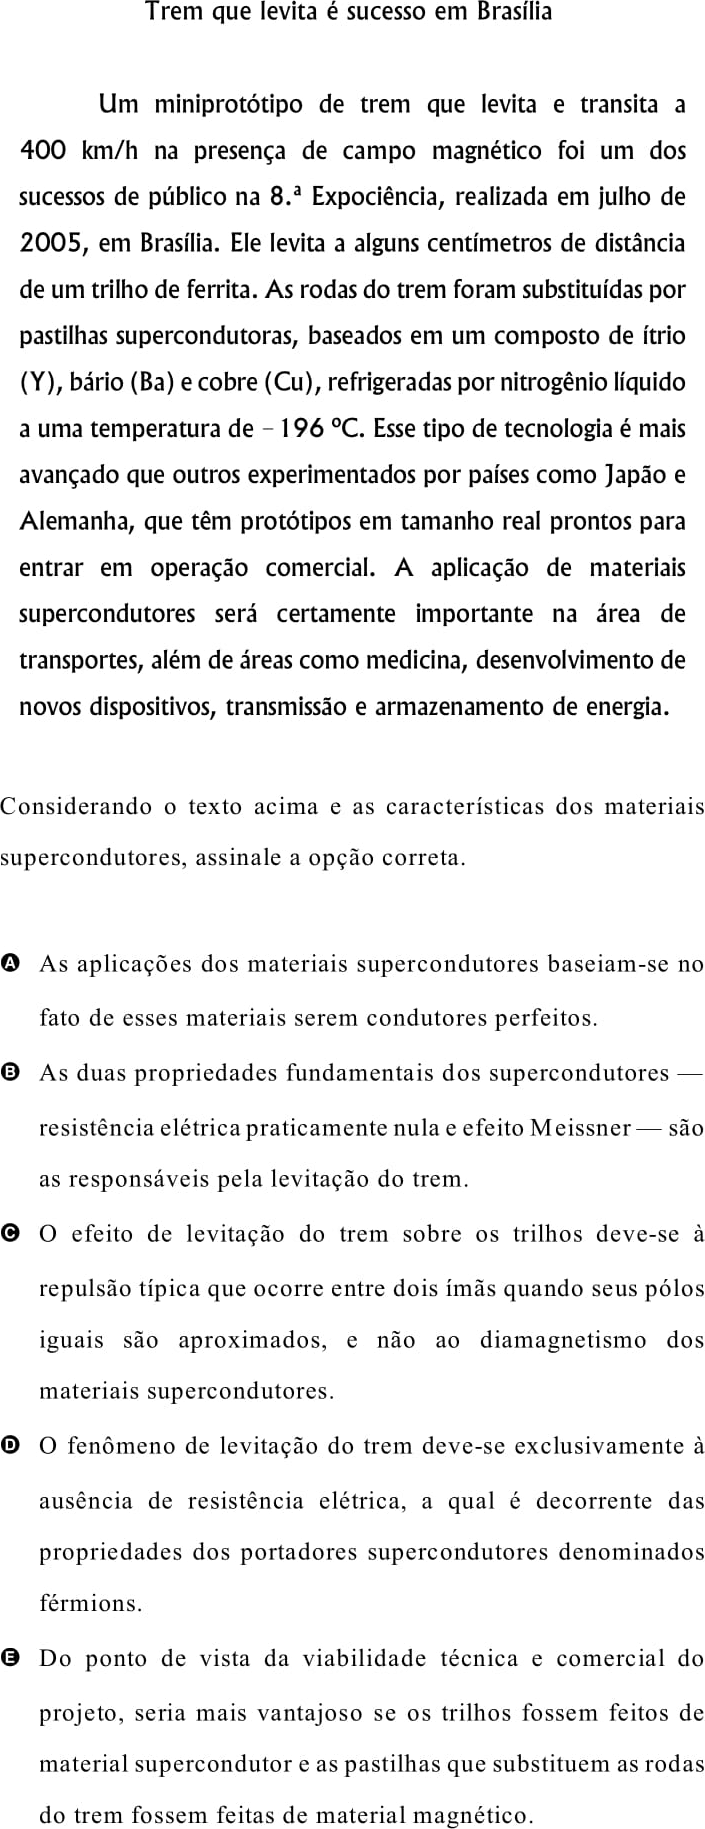 Trem que levita é sucesso em Brasília
Um miniprotótipo de trem que levita e transita a
400 km/h na presença de campo magnético foi um dos
sucessos de público na 8.ª Expociência, realizada em julho de
2005, em Brasília. Ele levita a alguns centímetros de distância
de um trilho de ferrita. As rodas do trem foram substituídas por
pastilhas supercondutoras, baseados em um composto de ítrio
(Y), bário (Ba) e cobre (Cu), refrigeradas por nitrogênio líquido
a uma temperatura de – 196 ºC. Esse tipo de tecnologia é mais
avançado que outros experimentados por países como Japão e
Alemanha, que têm protótipos em tamanho real prontos para
entrar em operação comercial. A aplicação de materiais
supercondutores será certamente importante na área de
transportes, além de áreas como medicina, desenvolvimento de
novos dispositivos, transmissão e armazenamento de energia.
Considerando o texto acima e as características dos materiais
supercondutores, assinale a opção correta.
A As aplicações dos materiais supercondutores baseiam-se no
fato de esses materiais serem condutores perfeitos.
B As duas propriedades fundamentais dos supercondutores —
resistência elétrica praticamente nula e efeito Meissner — são
as responsáveis pela levitação do trem.
C O efeito de levitação do trem sobre os trilhos deve-se à
repulsão típica que ocorre entre dois ímãs quando seus pólos
iguais são aproximados, e não ao diamagnetismo dos
materiais supercondutores.
D O fenômeno de levitação do trem deve-se exclusivamente à
ausência de resistência elétrica, a qual é decorrente das
propriedades dos portadores supercondutores denominados
férmions.
E Do ponto de vista da viabilidade técnica e comercial do
projeto, seria mais vantajoso se os trilhos fossem feitos de
material supercondutor e as pastilhas que substituem as rodas
do trem fossem feitas de material magnético.